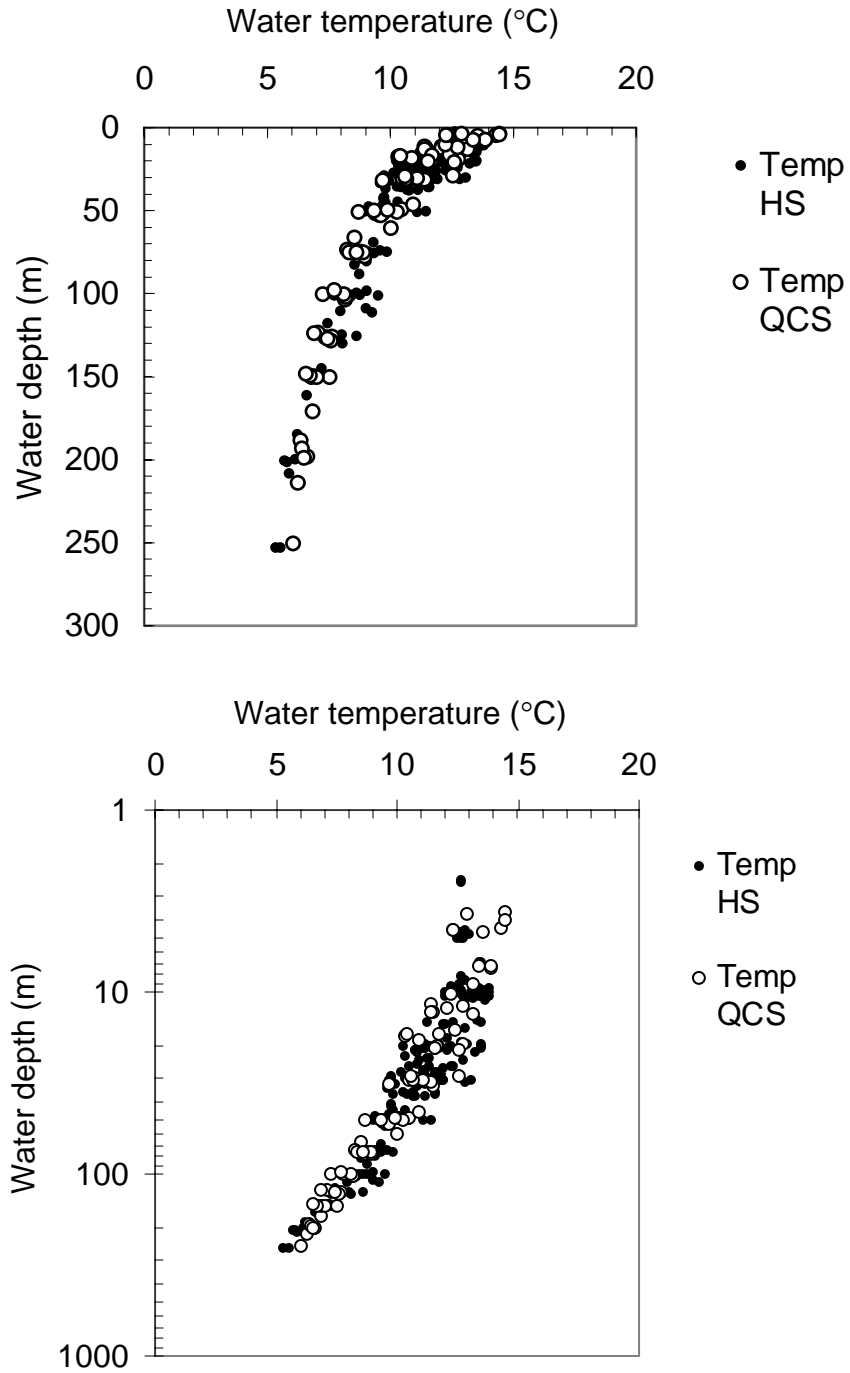 Water temperature (°C)
0 5 10 15 20
0
50
100
150
200
250
300
Water depth (m)
Temp
HS
Temp
QCS
Water temperature (°C)
0 5 10 15 20
1
10
100
1000
Water depth (m)
Temp
HS
Temp
QCS